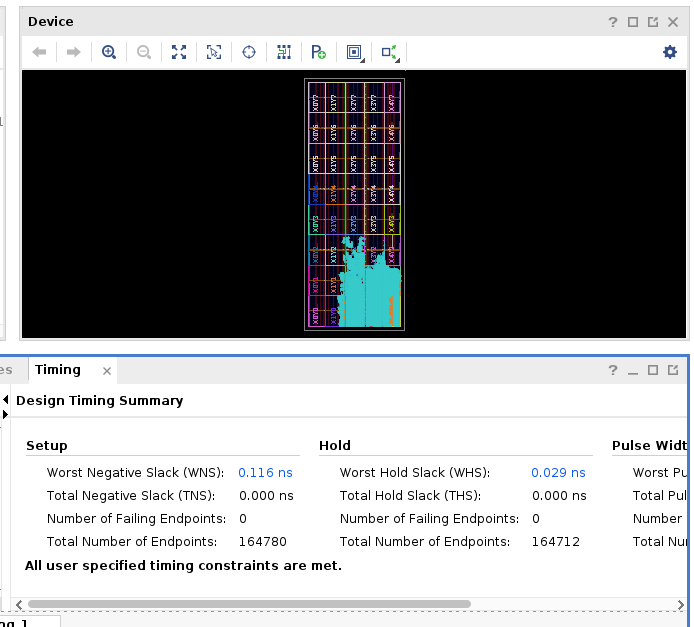 Device
?
X0Y7 X1Y7 X2Y7 X3Y7 X4Y7
X0Y6 X1Y6 X2Y6 X3Y6 X4Y6
X0Y5 X1Y5 X2Y5 X3Y5 X4Y5
X0Y4 X1Y4 X2Y4 X3Y4 X4Y4
X0Y3 X1Y3 X2Y3 X3Y3 X4Y3
X0Y2 X1Y2 X3Y2
X0Y1 X1Y1
X0Y0
es Timing ?
Design Timing Summary
Setup Hold Pulse Widt
Worst Negative Slack (WNS): 0.116 ns Worst Hold Slack (WHS): 0.029 ns Worst Pu
Total Negative Slack (TNS): 0.000 ns Total Hold Slack (THS): 0.000 ns Total Pul
Number of Failing Endpoints: 0 Number of Failing Endpoints: 0 Number
Total Number of Endpoints: 164780 Total Number of Endpoints: 164712 Total Nu
All user specified timing constraints are met.